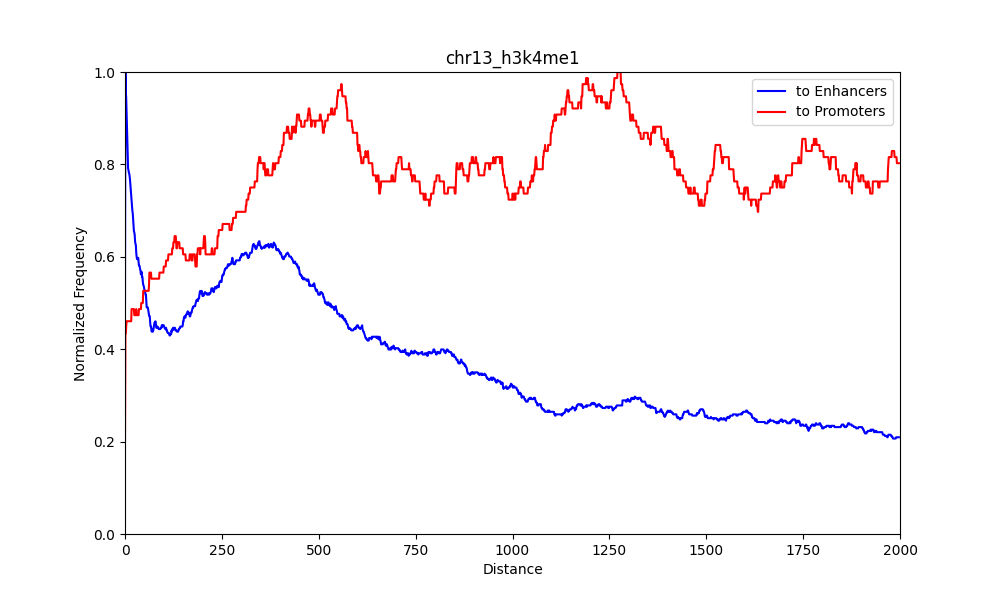 chr13_h3k4me1
to Enhancers
to Promoters
Normalized Frequency
1.0
0.8
0.6
0.4
0.2
0.0
0 250 500 750 1000 1250 1500 1750 2000
Distance